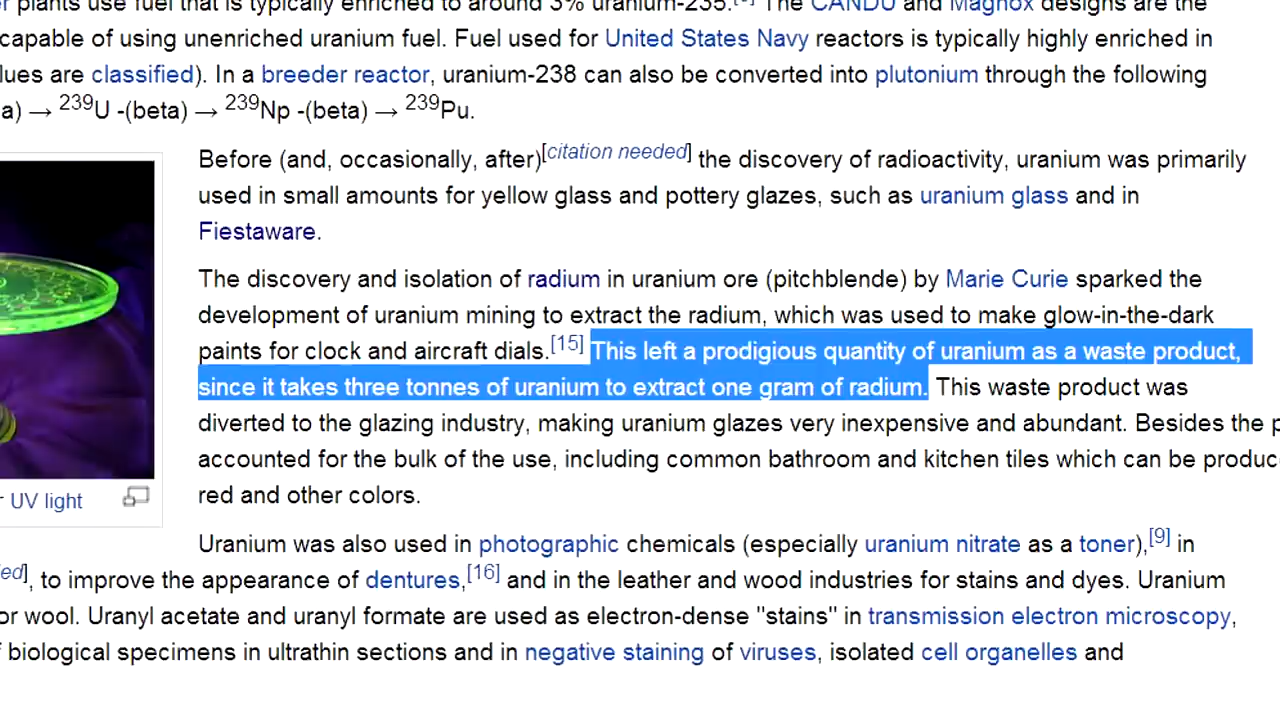 plants use fuel that is typically enriched to around 3% uranium-235. The CANDU and Magnox designs are the
capable of using unenriched uranium fuel. Fuel used for United States Navy reactors is typically highly enriched in
lues are classified). In a breeder reactor, uranium-238 can also be converted into plutonium through the following
a) → ²³⁹U -(beta) → ²³⁹Np -(beta) → ²³⁹Pu.
Before (and, occasionally, after)[citation needed] the discovery of radioactivity, uranium was primarily
used in small amounts for yellow glass and pottery glazes, such as uranium glass and in
Fiestaware.
The discovery and isolation of radium in uranium ore (pitchblende) by Marie Curie sparked the
development of uranium mining to extract the radium, which was used to make glow-in-the-dark
paints for clock and aircraft dials.[15] This left a prodigious quantity of uranium as a waste product,
since it takes three tonnes of uranium to extract one gram of radium. This waste product was
diverted to the glazing industry, making uranium glazes very inexpensive and abundant. Besides the p
accounted for the bulk of the use, including common bathroom and kitchen tiles which can be produc
red and other colors.
r UV light
Uranium was also used in photographic chemicals (especially uranium nitrate as a toner),[9] in
ed], to improve the appearance of dentures,[16] and in the leather and wood industries for stains and dyes. Uranium
or wool. Uranyl acetate and uranyl formate are used as electron-dense "stains" in transmission electron microscopy,
f biological specimens in ultrathin sections and in negative staining of viruses, isolated cell organelles and